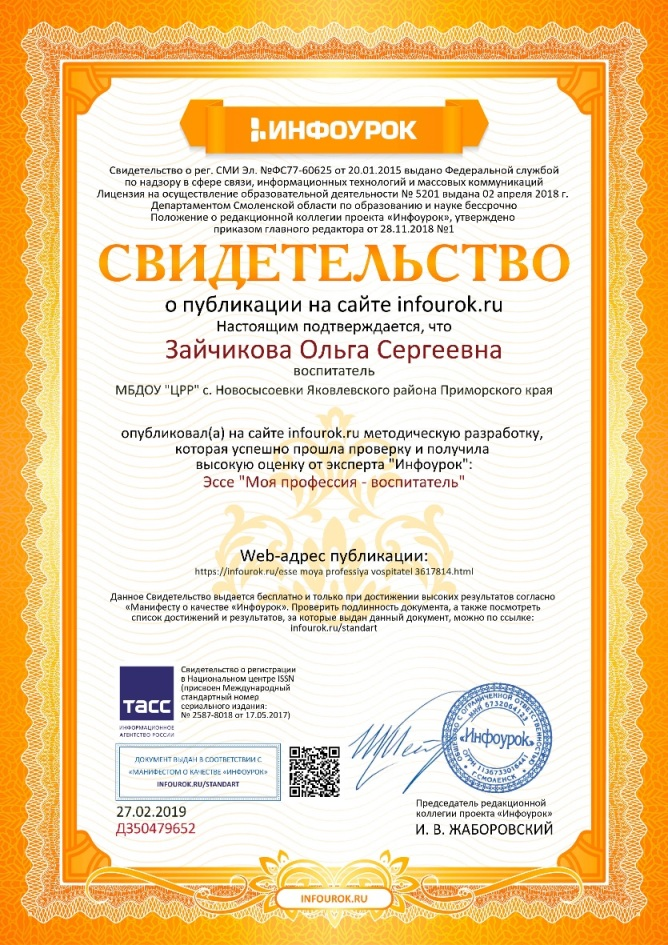 ИНФОУРОК
Свидетельство о рег. СМИ Эл. №ФС77-60625 от 20.01.2015 выдано Федеральной службой
по надзору в сфере связи, информационных технологий и массовых коммуникаций
Лицензия на осуществление образовательной деятельности № 5201 выдана 02 апреля 2018 г.
Департаментом Смоленской области по образованию и науке бессрочно
Положение о редакционной коллегии проекта «Инфоурок», утверждено
приказом главного редактора от 28.11.2018 №1
СВИДЕТЕЛЬСТВО
о публикации на сайте infourok.ru
Настоящим подтверждается, что
Зайчикова Ольга Сергеевна
воспитатель
МБДОУ "ЦРР" с. Новосысоевки Яковлевского района Приморского края
опубликовал(а) на сайте infourok.ru методическую разработку,
которая успешно прошла проверку и получила
высокую оценку от эксперта "Инфоурок":
Эссе "Моя профессия - воспитатель"
Web-адрес публикации:
https://infourok.ru/esse moya professiya vospitatel 3617814.html
Данное Свидетельство выдается бесплатно и только при достижении высоких результатов согласно
«Манифесту о качестве «Инфоурок». Проверить подлинность документа, а также посмотреть
список достижений и результатов, за которые выдан данный документ, можно по ссылке:
infourok.ru/standart
ТАСС
ИНФОРМАЦИОННОЕ
АГЕНТСТВО РОССИИ
Свидетельство о регистрации
в Национальном центре ISSN
(присвоен Международный
стандартный номер
сериального издания:
№ 2587-8018 от 17.05.2017)
ДОКУМЕНТ ВЫДАН В СООТВЕТСТВИИ С
«МАНИФЕСТОМ О КАЧЕСТВЕ «ИНФОУРОК»
INFOUROK.RU/STANDART
27.02.2019
ДЗ50479652
«Инфоурок»
Г.СМОЛЕНСК
Председатель редакционной
коллегии проекта «Инфоурок»
И. В. ЖАБОРОВСКИЙ
INFOUROK.RU